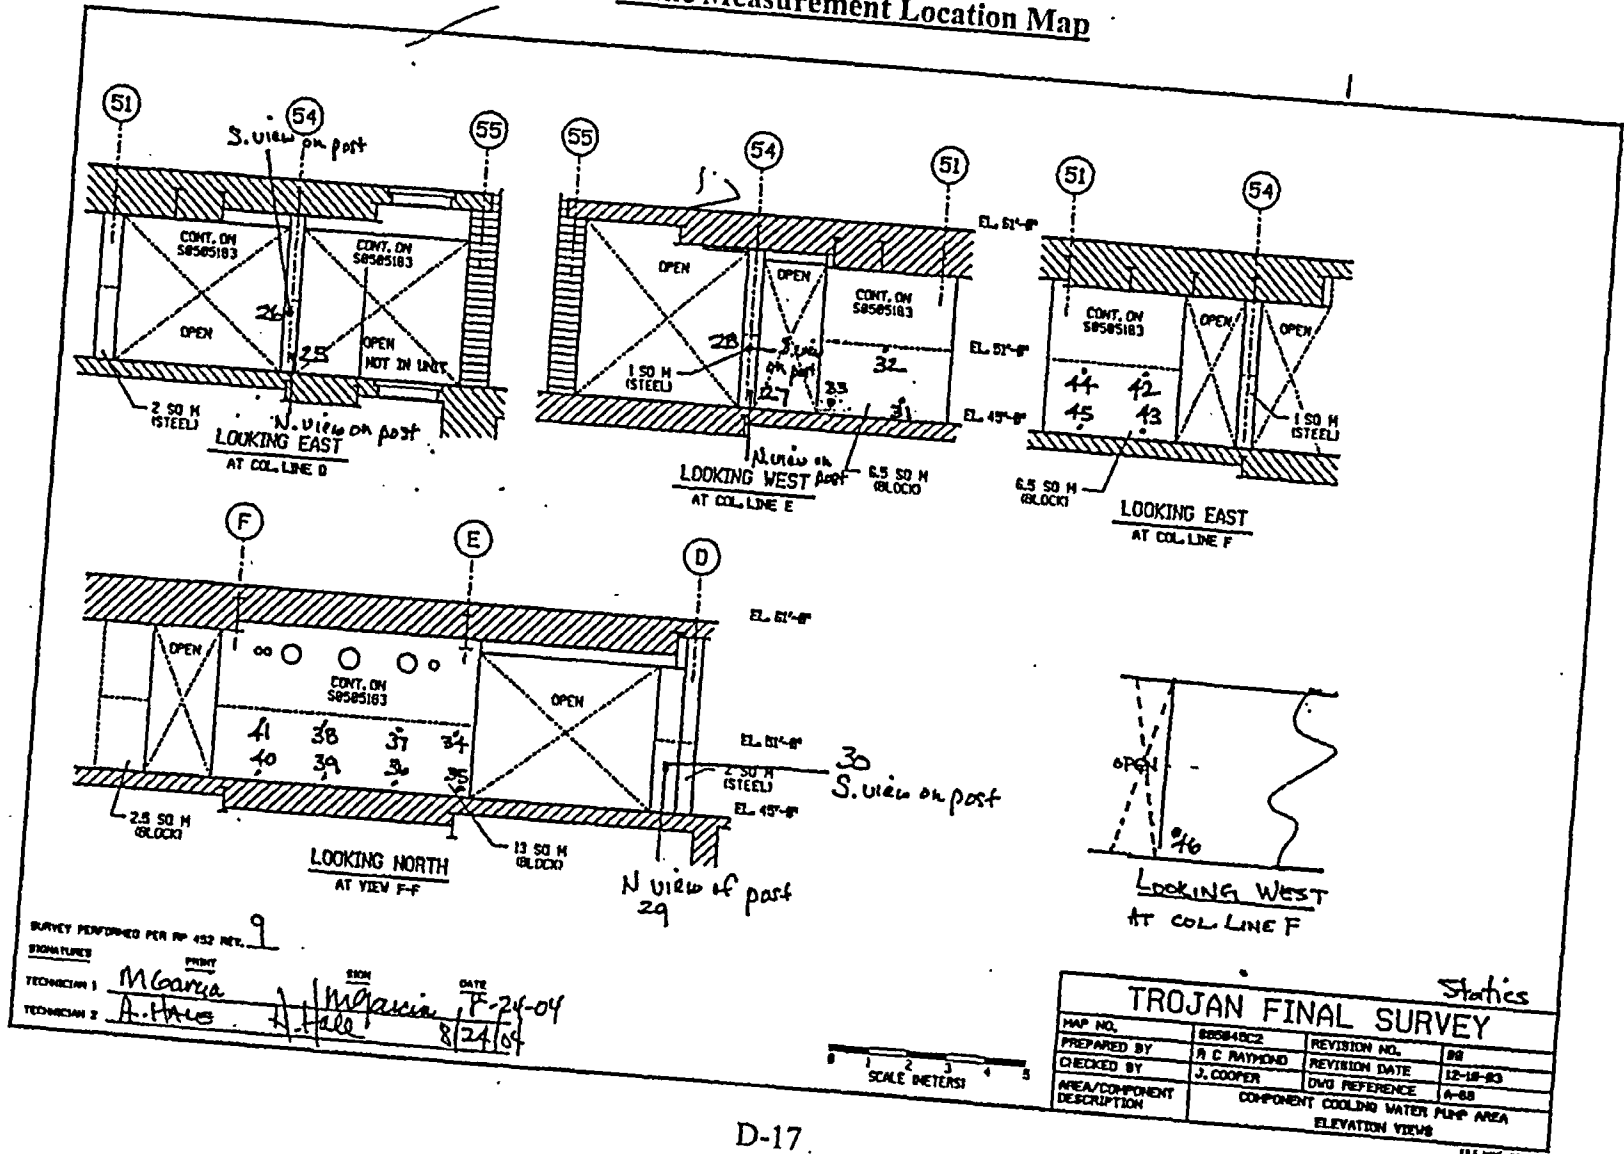 Measurement Location Map
51
54
55
S. view on post
CONT. ON
S0505183
CONT. ON
S0505183
26
OPEN
25
OPEN
NOT IN UNIT
2 SQ M
(STEEL)
N. view on post
LOOKING EAST
AT COL. LINE D
55
54
51
EL. 61'-0"
OPEN
OPEN
CONT. ON
S0505183
28
S. view
on post
1 SQ M
(STEEL)
27
33
32
31
EL. 51'-0"
EL. 45'-0"
N. view on
post
6.5 SQ M
(BLOCK)
LOOKING WEST
AT COL. LINE E
51
54
CONT. ON
S0505183
OPEN
OPEN
44 42
45 43
1 SQ M
(STEEL)
6.5 SQ M
(BLOCK)
LOOKING EAST
AT COL. LINE F
F
E
D
EL. 61'-0"
OPEN
CONT. ON
S0505183
OPEN
41 38 37 34
40 39 36 35
EL. 51'-0"
30
S. view on post
2 SQ M
(STEEL)
EL. 45'-0"
2.5 SQ M
(BLOCK)
13 SQ M
(BLOCK)
LOOKING NORTH
AT VIEW F-F
N view of post
29
OPEN
46
LOOKING WEST
AT COL. LINE F
SURVEY PERFORMED PER RP 452 REV. 9
SIGNATURES PRINT SIGN DATE
TECHNICIAN 1 M Garcia M Garcia 8-24-04
TECHNICIAN 2 A. HALE A. Hale 8/24/04
0 1 2 3 4 5
SCALE (METERS)
Statics
TROJAN FINAL SURVEY
MAP NO. REVISION NO.
PREPARED BY R C RAYMOND REVISION DATE
CHECKED BY J. COOPER DWG REFERENCE
AREA/COMPONENT
DESCRIPTION
COMPONENT COOLING WATER PUMP AREA
ELEVATION VIEWS
D-17